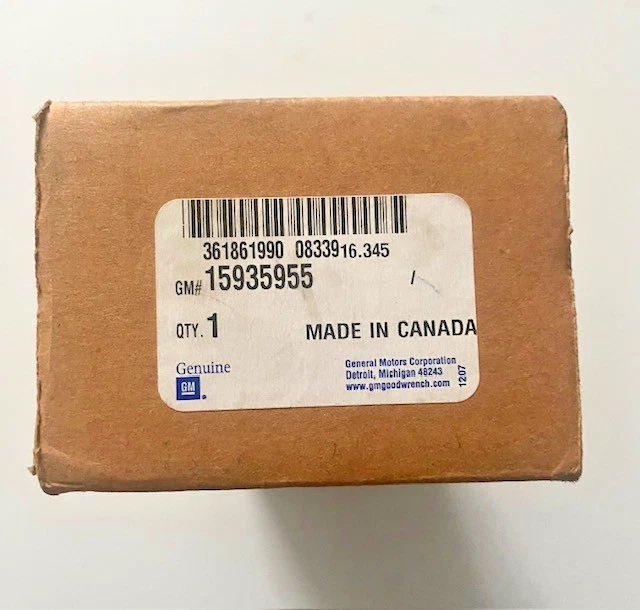 361861990 0833916.345
GM# 15935955 /
QTY. 1 MADE IN CANADA
Genuine
GM
General Motors Corporation
Detroit, Michigan 48243
www.gmgoodwrench.com
1207